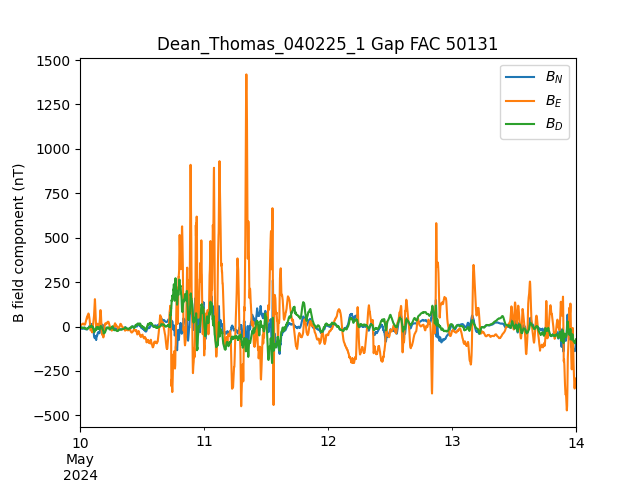 Dean_Thomas_040225_1 Gap FAC 50131
B field component (nT)
1500
1250
1000
750
500
250
0
−250
−500
B_N
B_E
B_D
10 11 12 13 14
May
2024